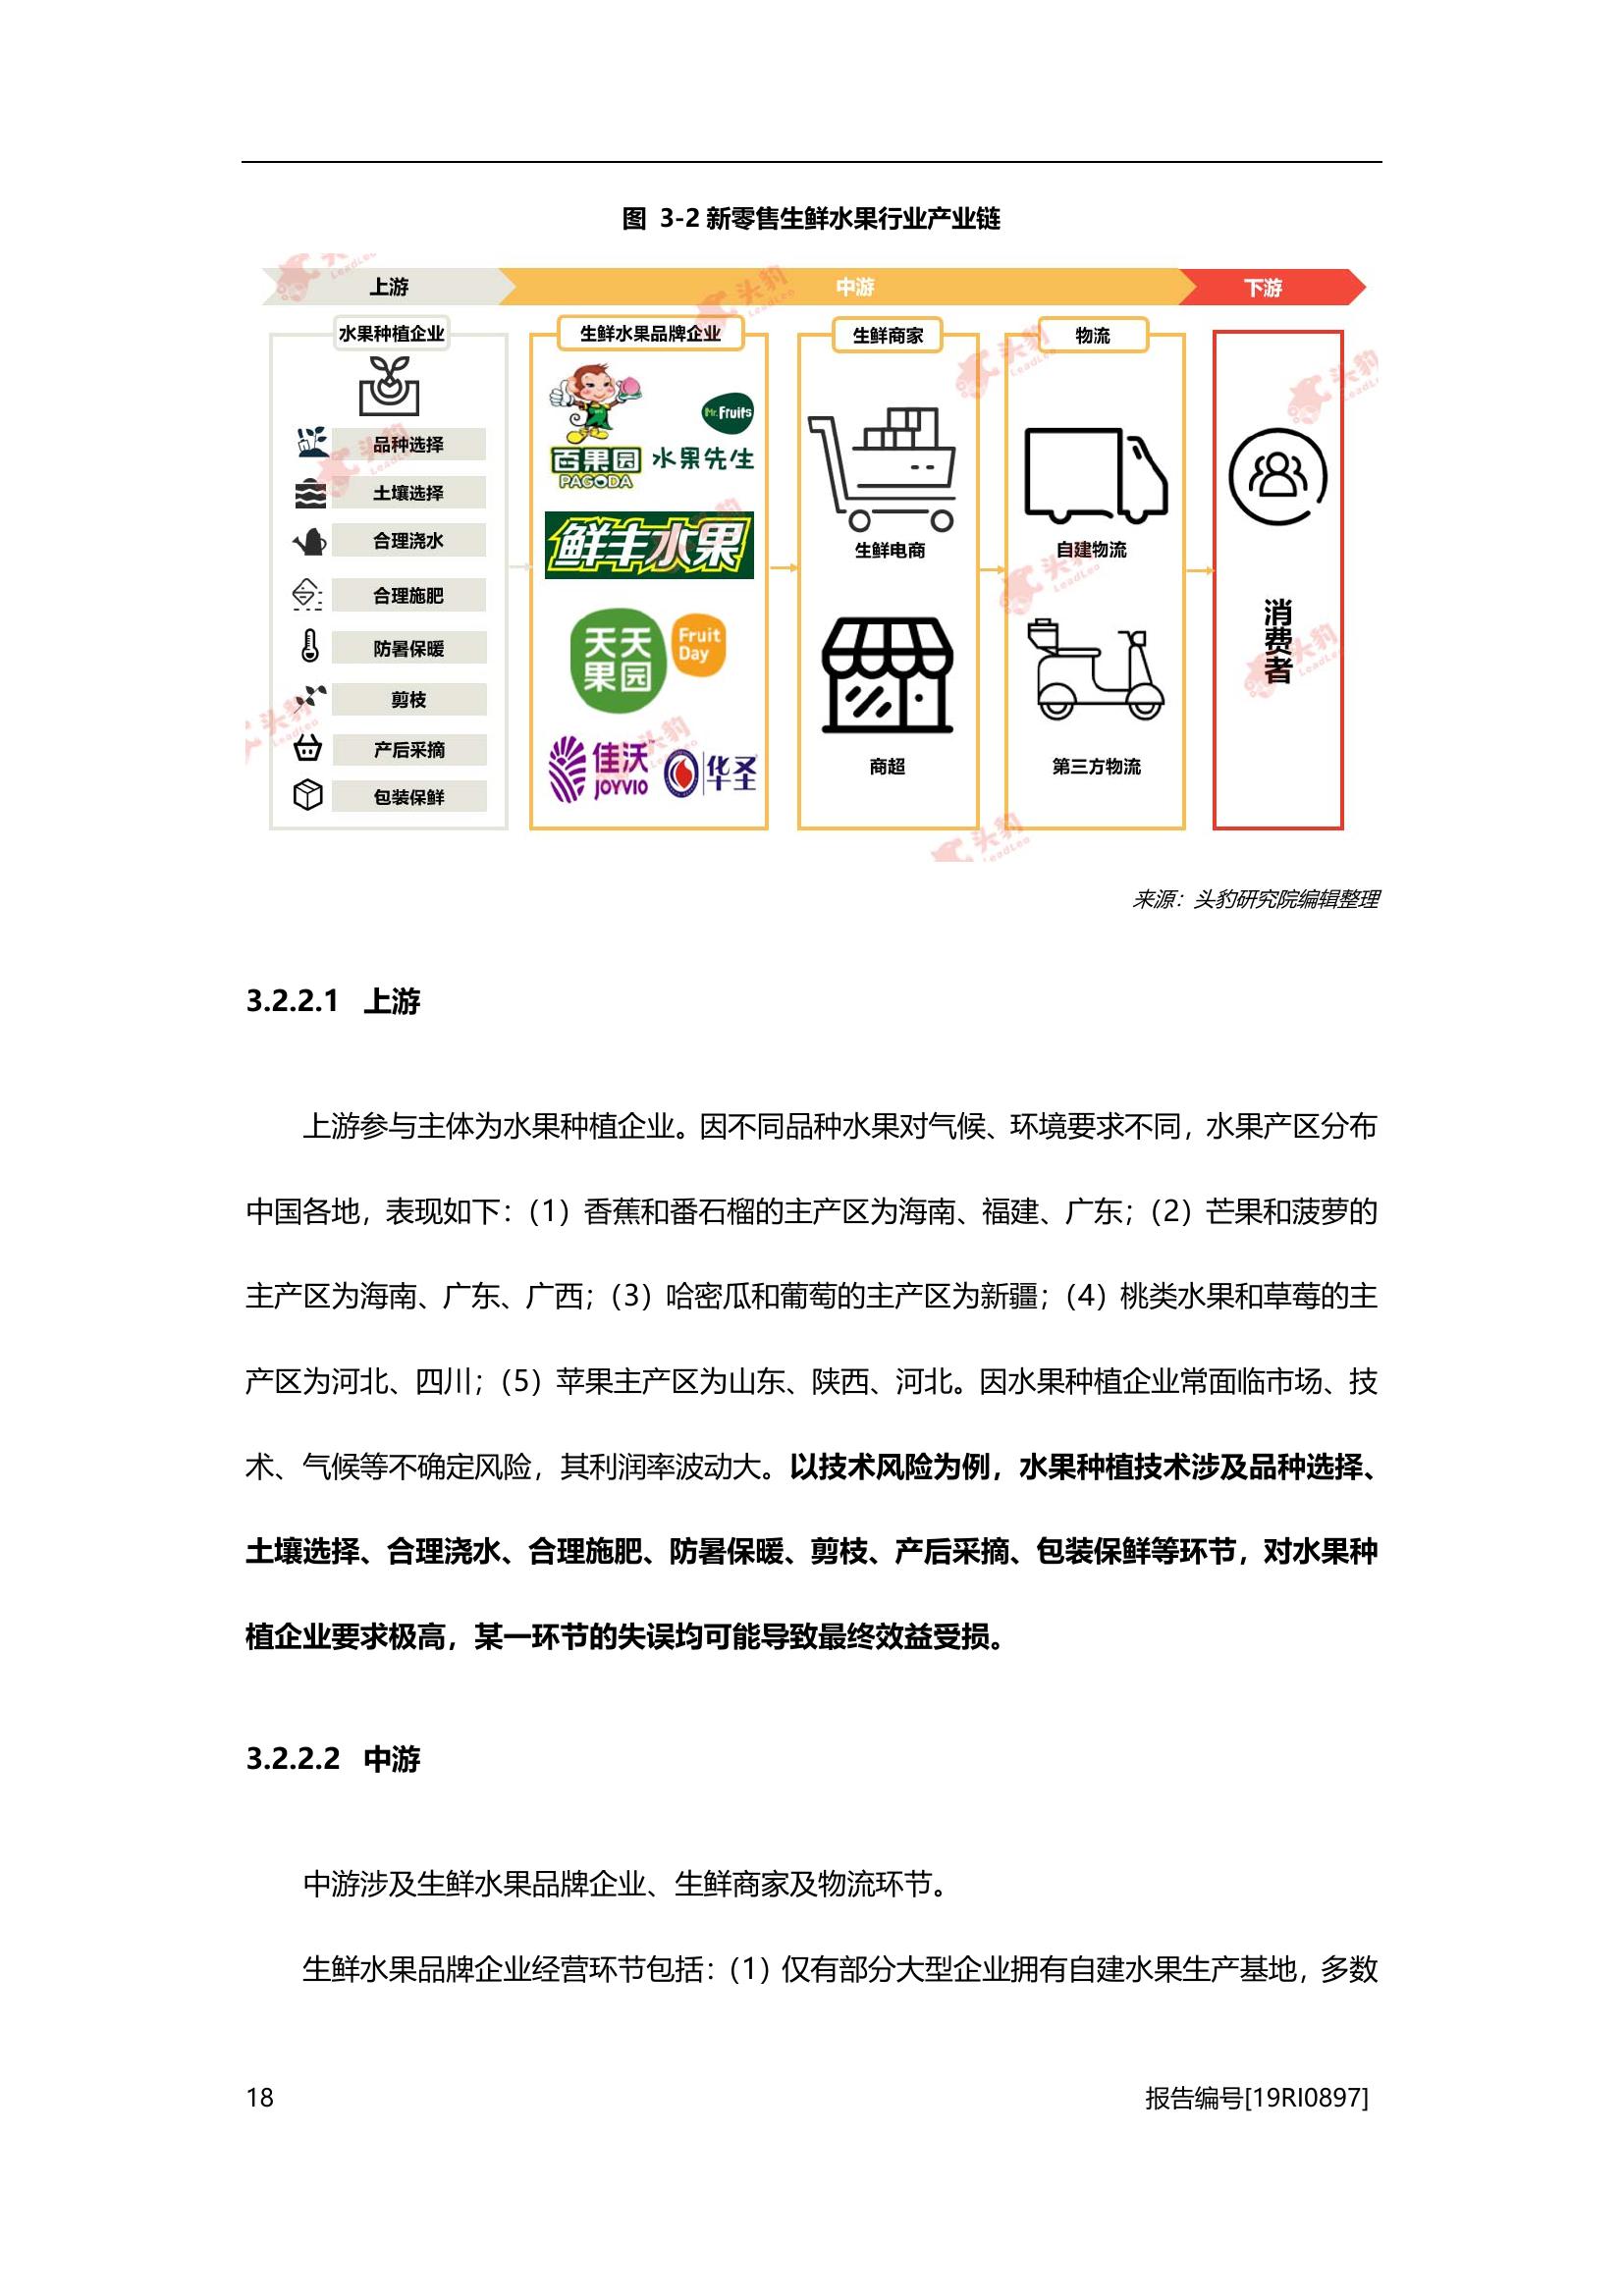 图 3-2 新零售生鲜水果行业产业链
上游
中游
下游
水果种植企业
品种选择
土壤选择
合理浇水
合理施肥
防暑保暖
剪枝
产后采摘
包装保鲜
生鲜水果品牌企业
百果园
PAGODA
Mr.Fruits
水果先生
鲜丰水果
天天
果园
Fruit
Day
佳沃
JOYVIO
华圣
生鲜商家
生鲜电商
商超
物流
自建物流
第三方物流
消费者
头豹
LeadLeo
来源：头豹研究院编辑整理
3.2.2.1 上游
上游参与主体为水果种植企业。因不同品种水果对气候、环境要求不同，水果产区分布
中国各地，表现如下：（1）香蕉和番石榴的主产区为海南、福建、广东；（2）芒果和菠萝的
主产区为海南、广东、广西；（3）哈密瓜和葡萄的主产区为新疆；（4）桃类水果和草莓的主
产区为河北、四川；（5）苹果主产区为山东、陕西、河北。因水果种植企业常面临市场、技
术、气候等不确定风险，其利润率波动大。以技术风险为例，水果种植技术涉及品种选择、
土壤选择、合理浇水、合理施肥、防暑保暖、剪枝、产后采摘、包装保鲜等环节，对水果种
植企业要求极高，某一环节的失误均可能导致最终效益受损。
3.2.2.2 中游
中游涉及生鲜水果品牌企业、生鲜商家及物流环节。
生鲜水果品牌企业经营环节包括：（1）仅有部分大型企业拥有自建水果生产基地，多数
18
报告编号[19RI0897]